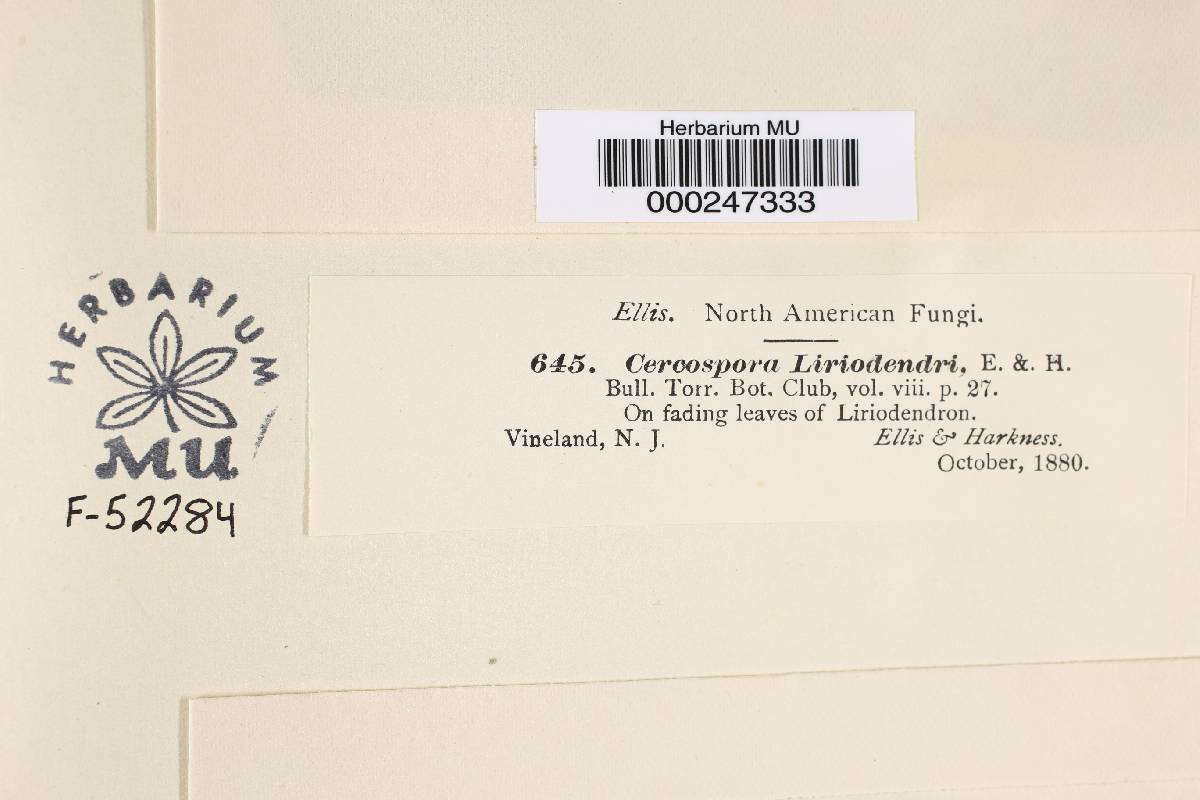 Herbarium MU
000247333
HERBARIUM
MU
F-52284
Ellis. North American Fungi.
645. Cercospora Liriodendri, E. & H.
Bull. Torr. Bot. Club, vol. viii. p. 27.
On fading leaves of Liriodendron.
Vineland, N. J. Ellis & Harkness.
October, 1880.